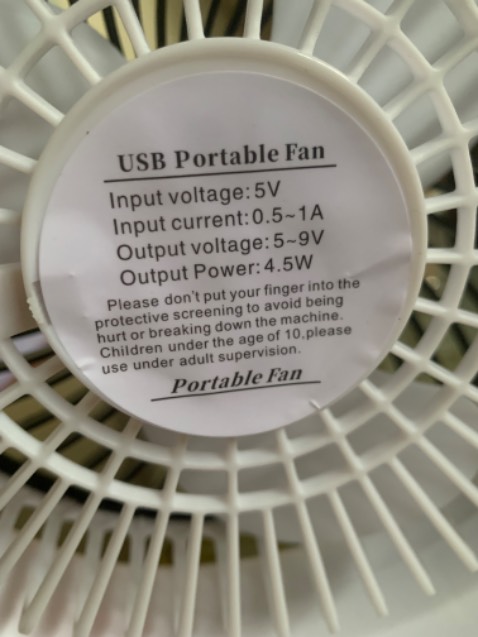 USB Portable Fan
Input voltage:5V
Input current:0.5~1A
Output voltage:5~9V
Output Power:4.5W
Please don't put your finger into the
protective screening to avoid being
hurt or breaking down the machine.
Children under the age of 10,please
use under adult supervision.
Portable Fan